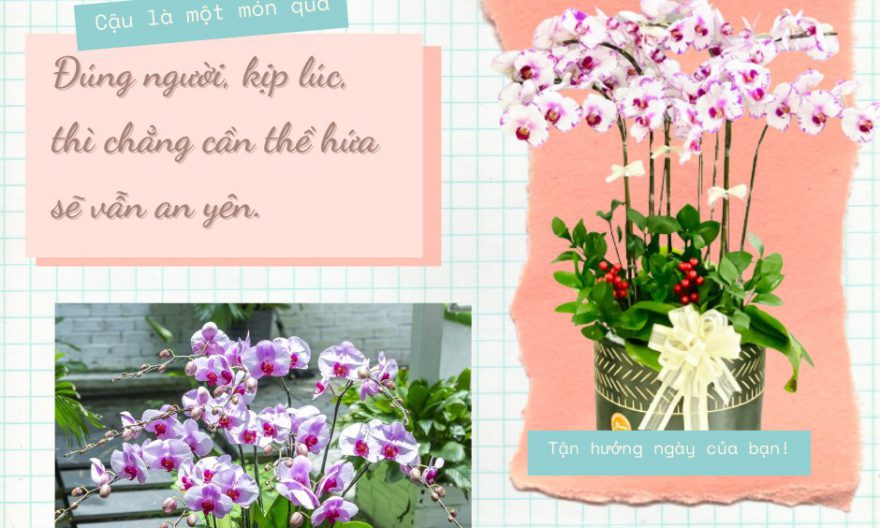 Cậu là một món quà
Đúng người, kịp lúc,
thì chẳng cần thề hứa
sẽ vẫn an yên.
Tận hưởng ngày của bạn!